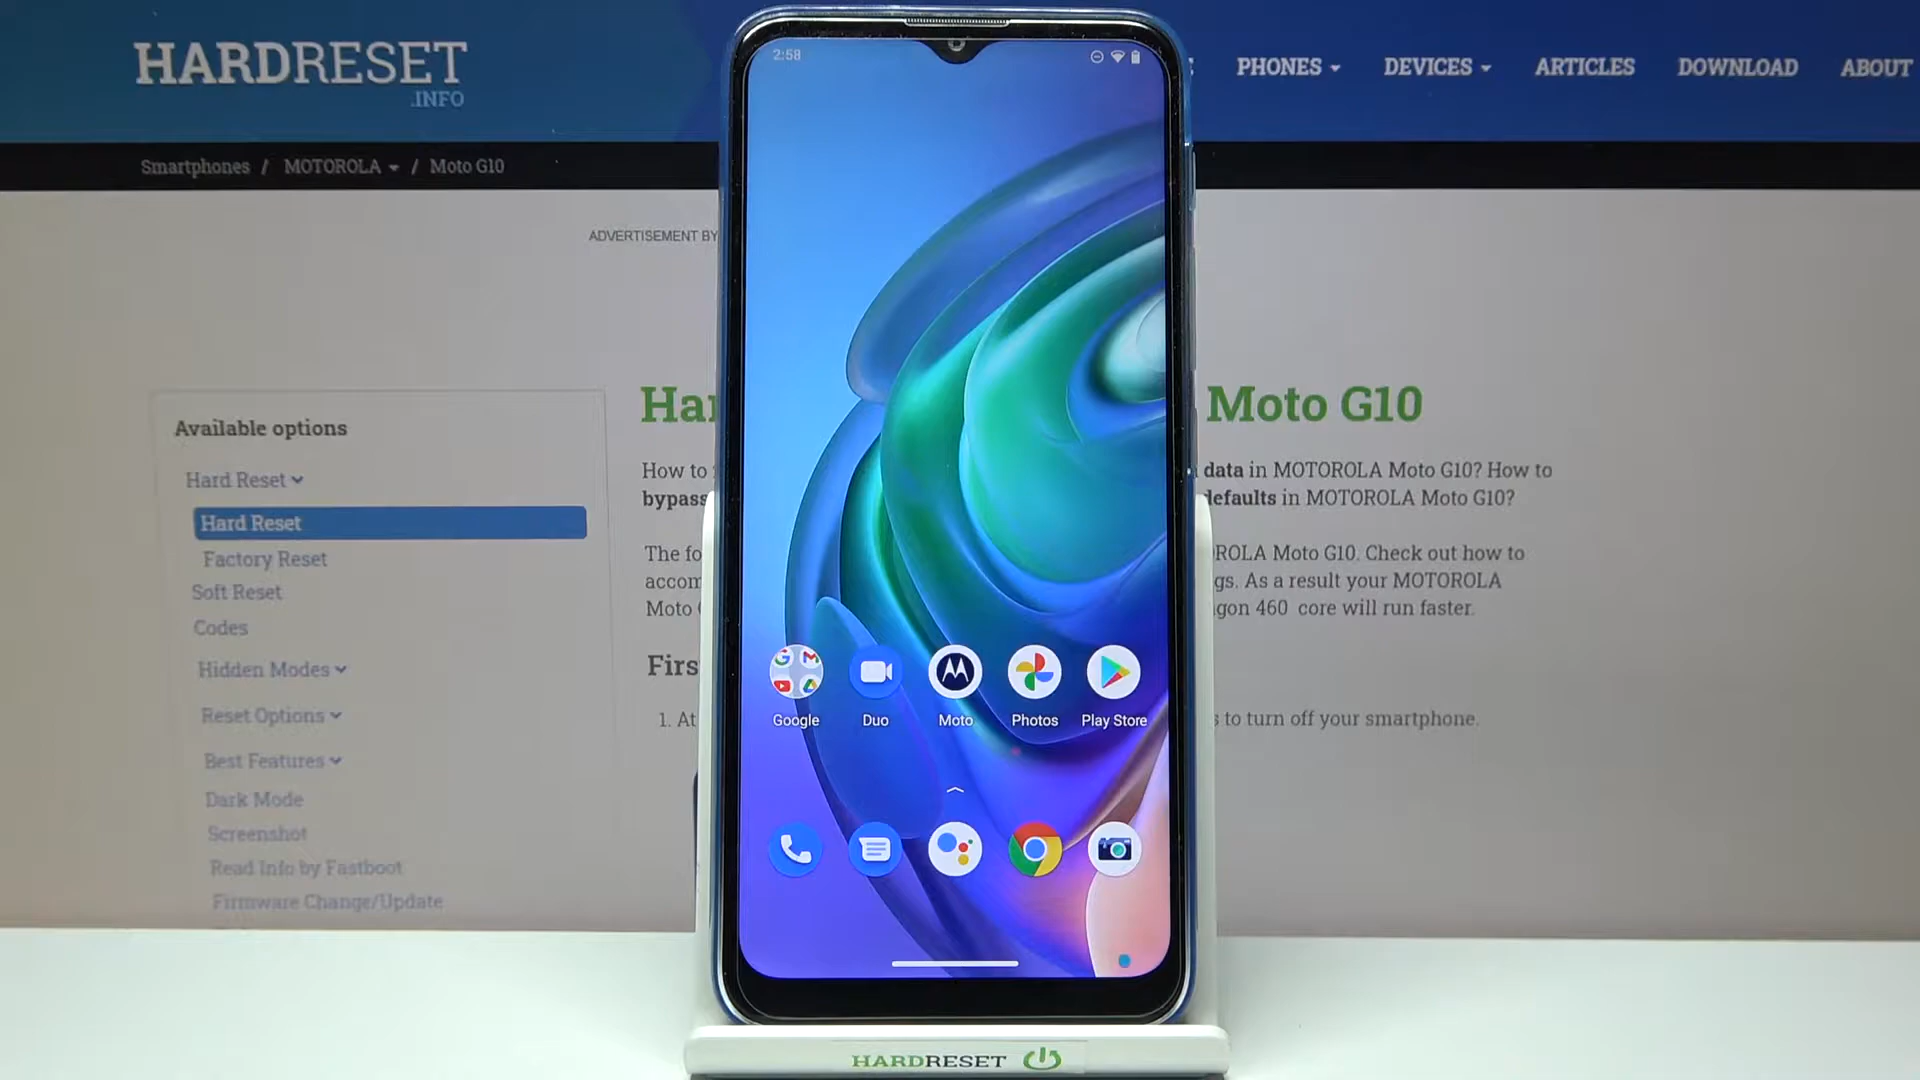 HARDRESET
.INFO
PHONES
DEVICES
ARTICLES
DOWNLOAD
ABOUT
Smartphones / MOTOROLA / Moto G10
ADVERTISEMENT BY
2:58
Available options
Hard Reset
Hard Reset
Factory Reset
Soft Reset
Codes
Hidden Modes
Reset Options
Best Features
Dark Mode
Screenshot
Read Info by Fastboot
Firmware Change/Update
Moto G10
How to data in MOTOROLA Moto G10? How to
bypass defaults in MOTOROLA Moto G10?
The ROLA Moto G10. Check out how to
accom gs. As a result your MOTOROLA
Moto 460 core will run faster.
Firs
1. At to turn off your smartphone.
Google
Duo
Moto
Photos
Play Store
HARDRESET